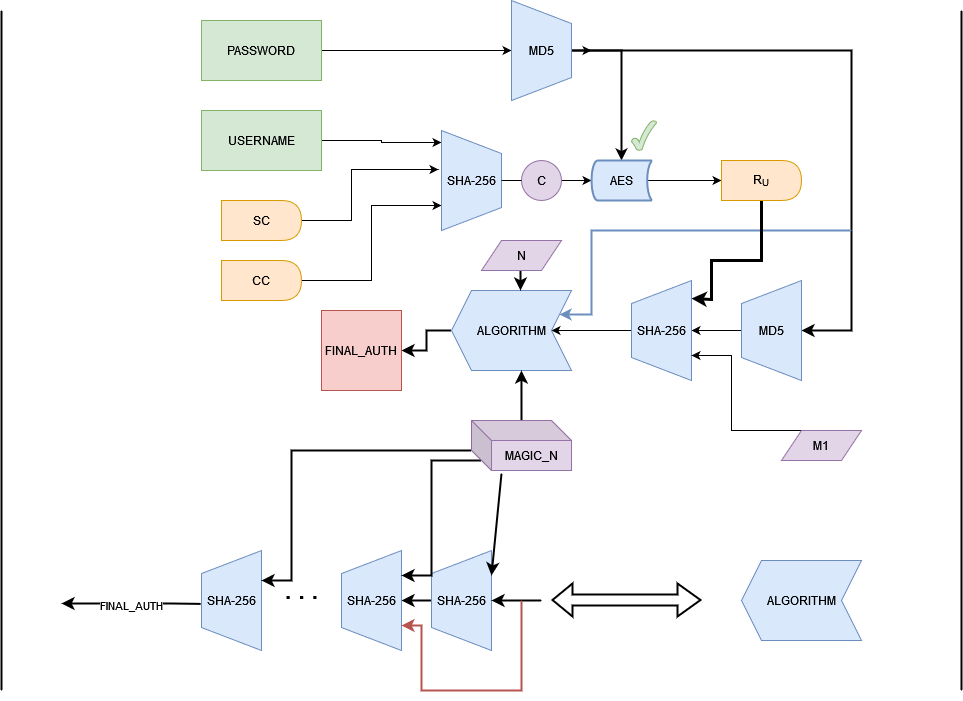 PASSWORD
MD5
USERNAME
SHA-256
C
AES
RU
SC
CC
N
ALGORITHM
SHA-256
MD5
FINAL_AUTH
M1
MAGIC_N
SHA-256
. . .
SHA-256
SHA-256
ALGORITHM
FINAL_AUTH